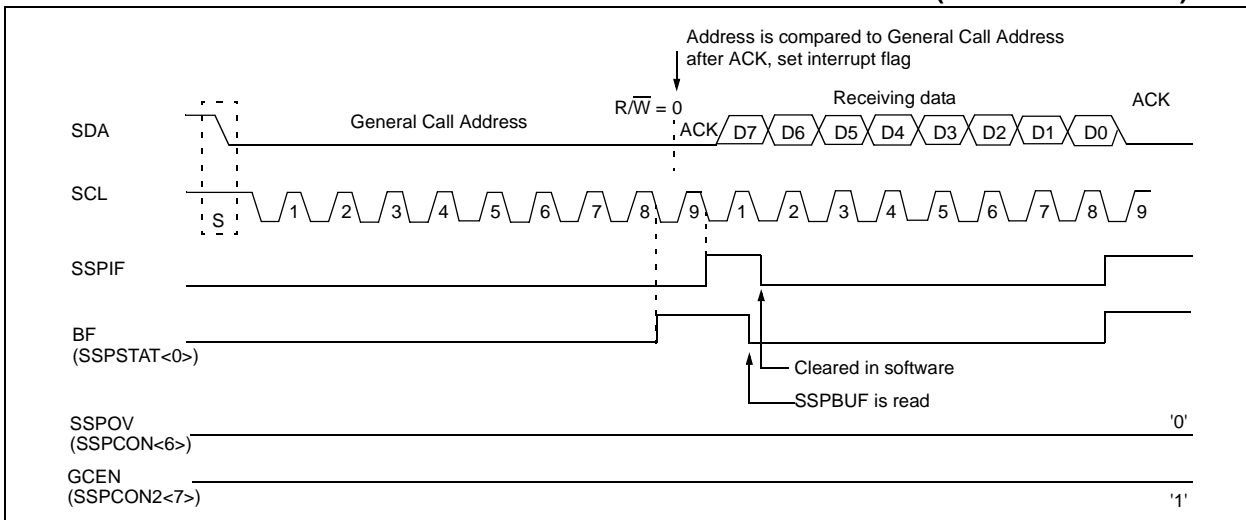 Address is compared to General Call Address
after ACK, set interrupt flag
R/W = 0
Receiving data
ACK
SDA
General Call Address
ACK D7 D6 D5 D4 D3 D2 D1 D0
SCL
S
1 2 3 4 5 6 7 8 9 1 2 3 4 5 6 7 8 9
SSPIF
BF
(SSPSTAT<0>)
Cleared in software
SSPBUF is read
SSPOV
(SSPCON<6>)
'0'
GCEN
(SSPCON2<7>)
'1'